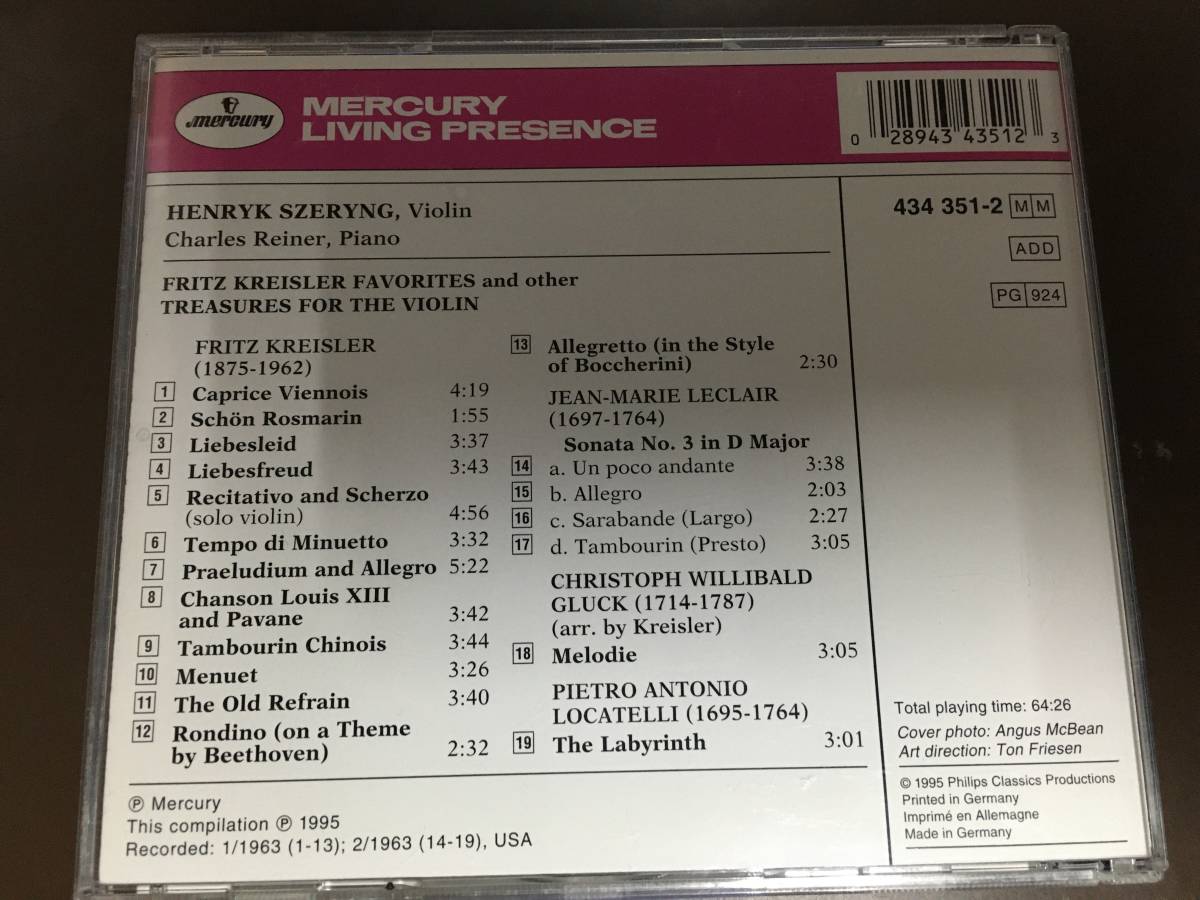 mercury
MERCURY
LIVING PRESENCE
0 28943 43512 3
HENRYK SZERYNG, Violin
Charles Reiner, Piano
434 351-2 M M
ADD
PG 924
FRITZ KREISLER FAVORITES and other
TREASURES FOR THE VIOLIN
FRITZ KREISLER
(1875-1962)
1 Caprice Viennois 4:19
2 Schön Rosmarin 1:55
3 Liebesleid 3:37
4 Liebesfreud 3:43
5 Recitativo and Scherzo
(solo violin) 4:56
6 Tempo di Minuetto 3:32
7 Praeludium and Allegro 5:22
8 Chanson Louis XIII
and Pavane 3:42
9 Tambourin Chinois 3:44
10 Menuet 3:26
11 The Old Refrain 3:40
12 Rondino (on a Theme
by Beethoven) 2:32
13 Allegretto (in the Style
of Boccherini) 2:30
JEAN-MARIE LECLAIR
(1697-1764)
Sonata No. 3 in D Major
14 a. Un poco andante 3:38
15 b. Allegro 2:03
16 c. Sarabande (Largo) 2:27
17 d. Tambourin (Presto) 3:05
CHRISTOPH WILLIBALD
GLUCK (1714-1787)
(arr. by Kreisler)
18 Melodie 3:05
PIETRO ANTONIO
LOCATELLI (1695-1764)
19 The Labyrinth 3:01
Total playing time: 64:26
Cover photo: Angus McBean
Art direction: Ton Friesen
© 1995 Philips Classics Productions
Printed in Germany
Imprimé en Allemagne
Made in Germany
℗ Mercury
This compilation ℗ 1995
Recorded: 1/1963 (1-13); 2/1963 (14-19), USA